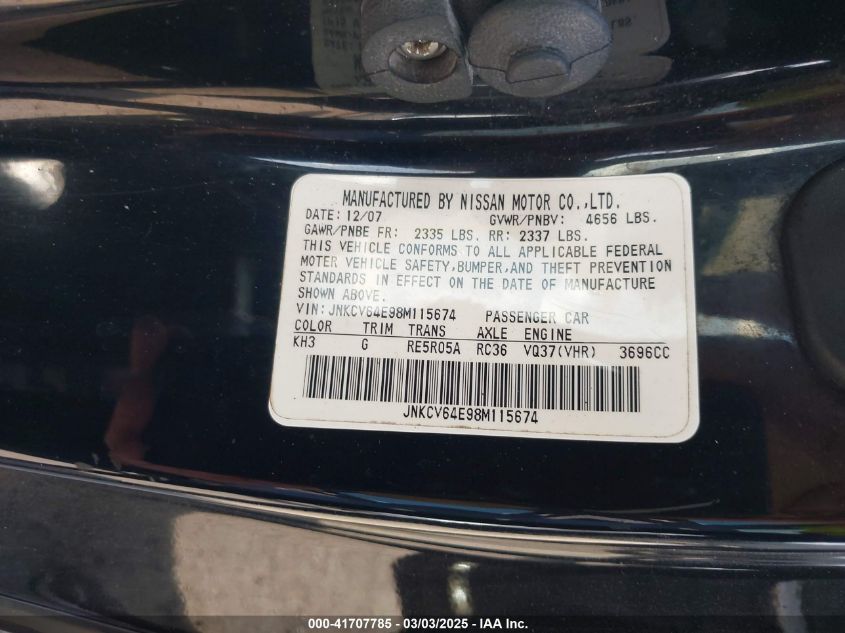 MANUFACTURED BY NISSAN MOTOR CO.,LTD.
DATE: 12/07 GVWR/PNBV: 4656 LBS.
GAWR/PNBE FR: 2335 LBS. RR: 2337 LBS.
THIS VEHICLE CONFORMS TO ALL APPLICABLE FEDERAL
MOTER VEHICLE SAFETY,BUMPER,AND THEFT PREVENTION
STANDARDS IN EFFECT ON THE DATE OF MANUFACTURE
SHOWN ABOVE.
VIN: JNKCV64E98M115674 PASSENGER CAR
COLOR TRIM TRANS AXLE ENGINE
KH3 G RE5R05A RC36 VQ37(VHR) 3696CC
JNKCV64E98M115674
000-41707785 - 03/03/2025 - IAA Inc.